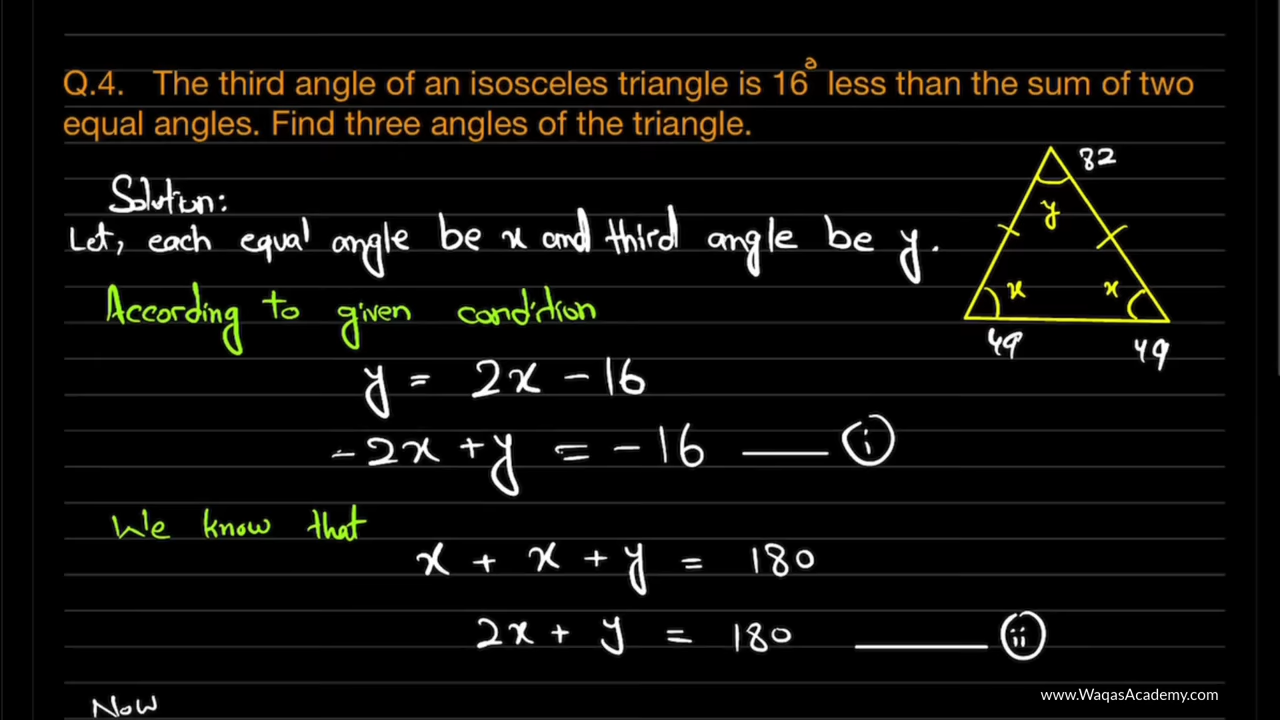 Q.4. The third angle of an isosceles triangle is 16° less than the sum of two
equal angles. Find three angles of the triangle.
82
y
x x
49 49
Solution:
Let, each equal angle be x and third angle be y.
According to given condition
y = 2x - 16
-2x + y = -16 —— (i)
We know that
x + x + y = 180
2x + y = 180 —— (ii)
Now
www.WaqasAcademy.com